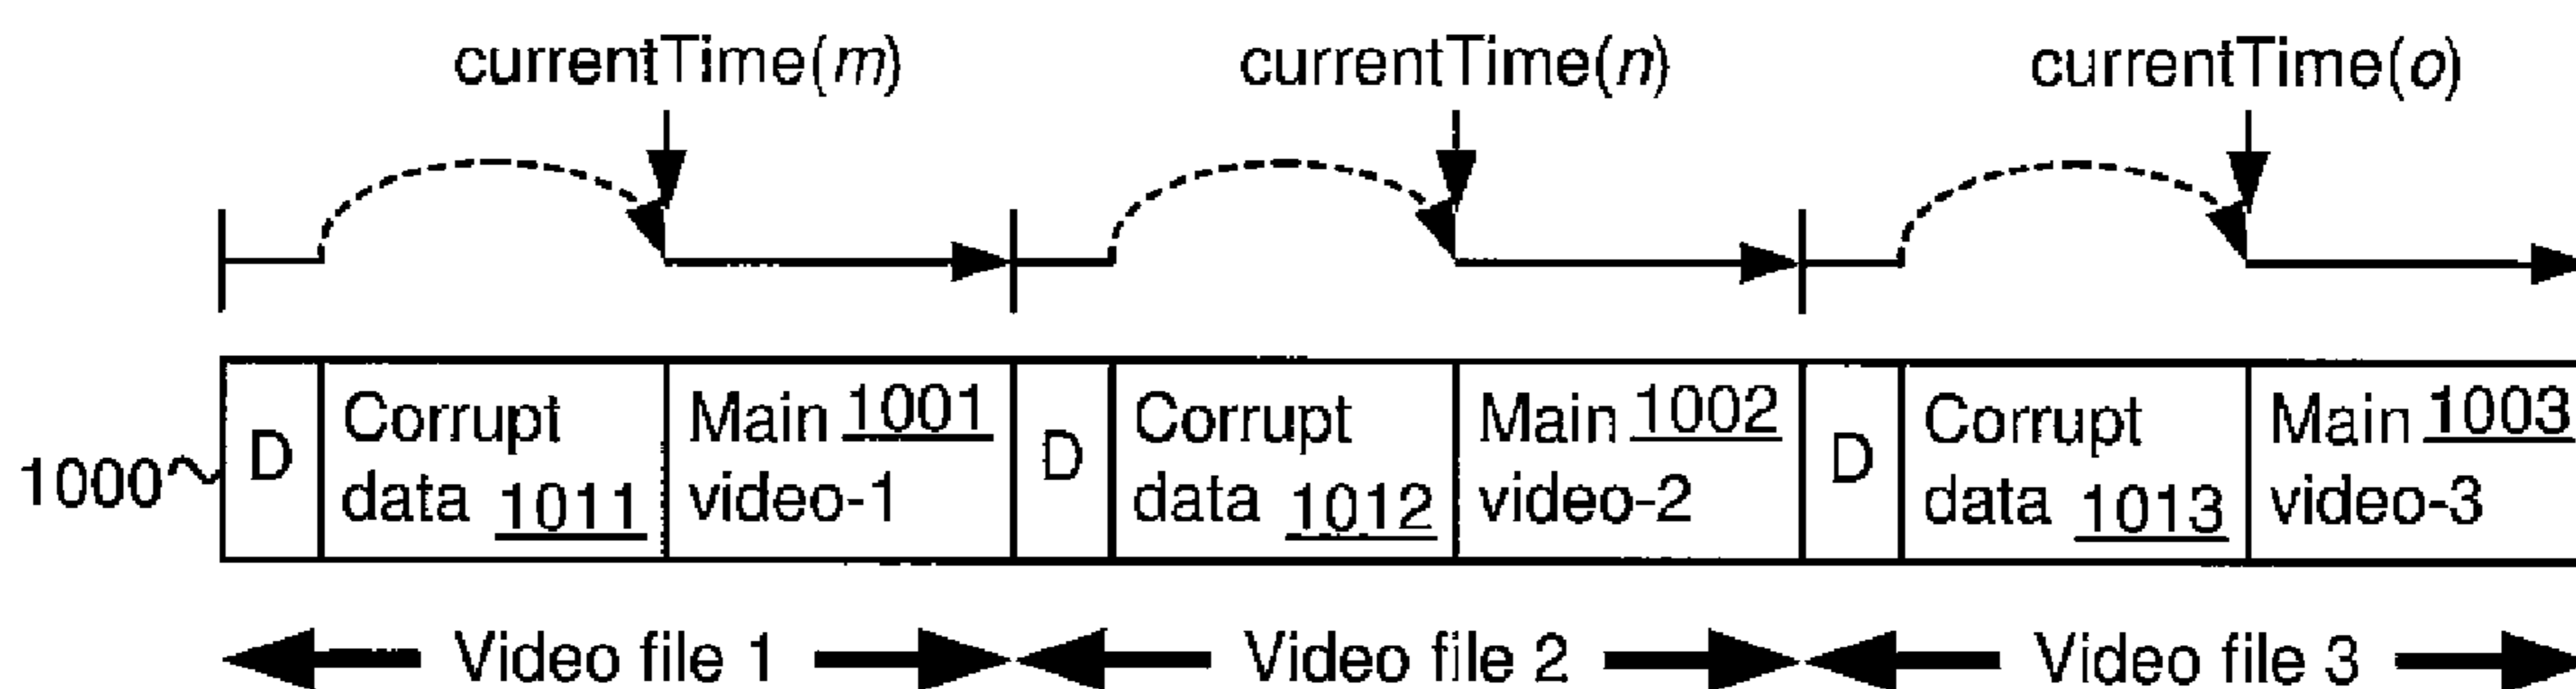 currentTime(m) currentTime(n) currentTime(o)
1000 D Corrupt data 1011 Main 1001 video-1 D Corrupt data 1012 Main 1002 video-2 D Corrupt data 1013 Main 1003 video-3
Video file 1 Video file 2 Video file 3